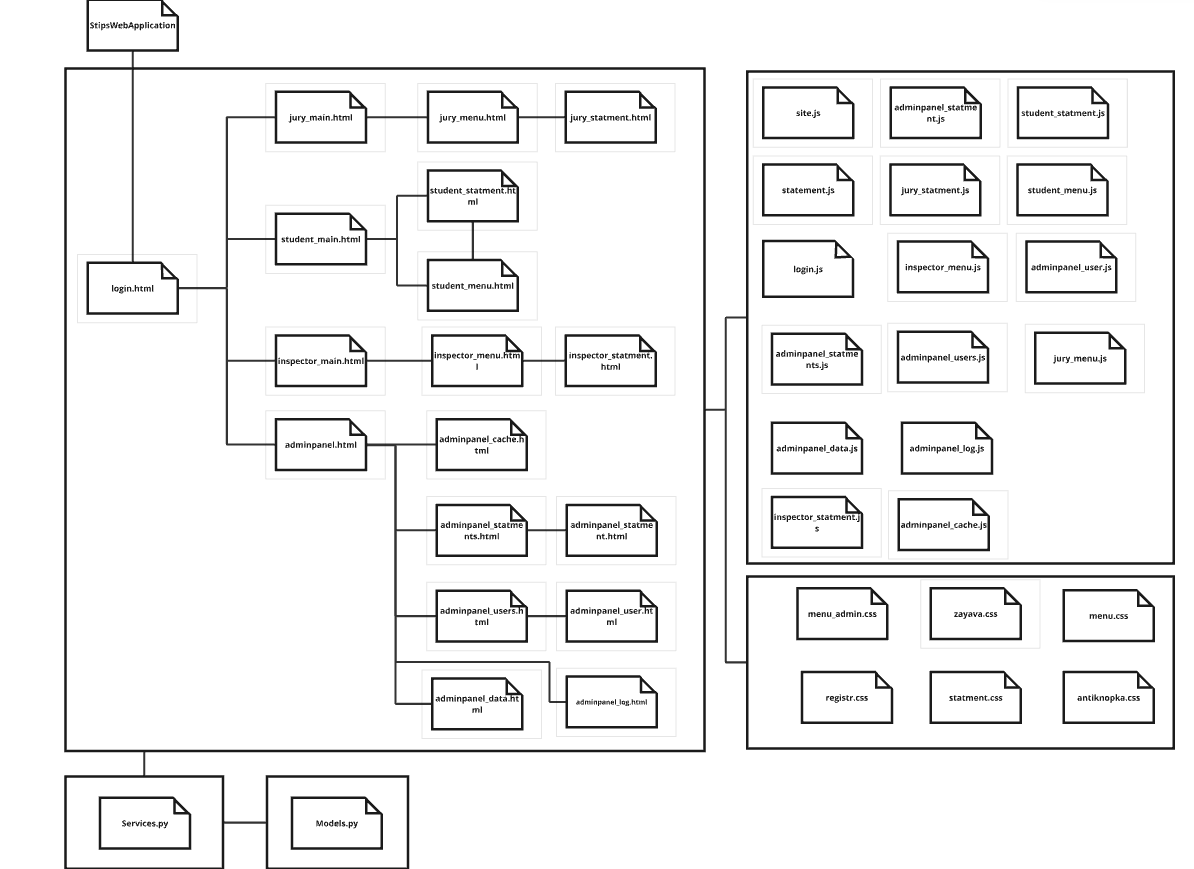 StipsWebApplication
jury_main.html
jury_menu.html
jury_statment.html
student_statment.ht
ml
student_main.html
student_menu.html
login.html
inspector_main.html
inspector_menu.htm
l
inspector_statment.
html
adminpanel.html
adminpanel_cache.h
tml
adminpanel_statme
nts.html
adminpanel_statme
nt.html
adminpanel_users.h
tml
adminpanel_user.ht
ml
adminpanel_data.ht
ml
adminpanel_log.html
site.js
adminpanel_statme
nt.js
student_statment.js
statement.js
jury_statment.js
student_menu.js
login.js
inspector_menu.js
adminpanel_user.js
adminpanel_statme
nts.js
adminpanel_users.js
jury_menu.js
adminpanel_data.js
adminpanel_log.js
inspector_statment.j
s
adminpanel_cache.js
menu_admin.css
zayava.css
menu.css
registr.css
statment.css
antiknopka.css
Services.py
Models.py